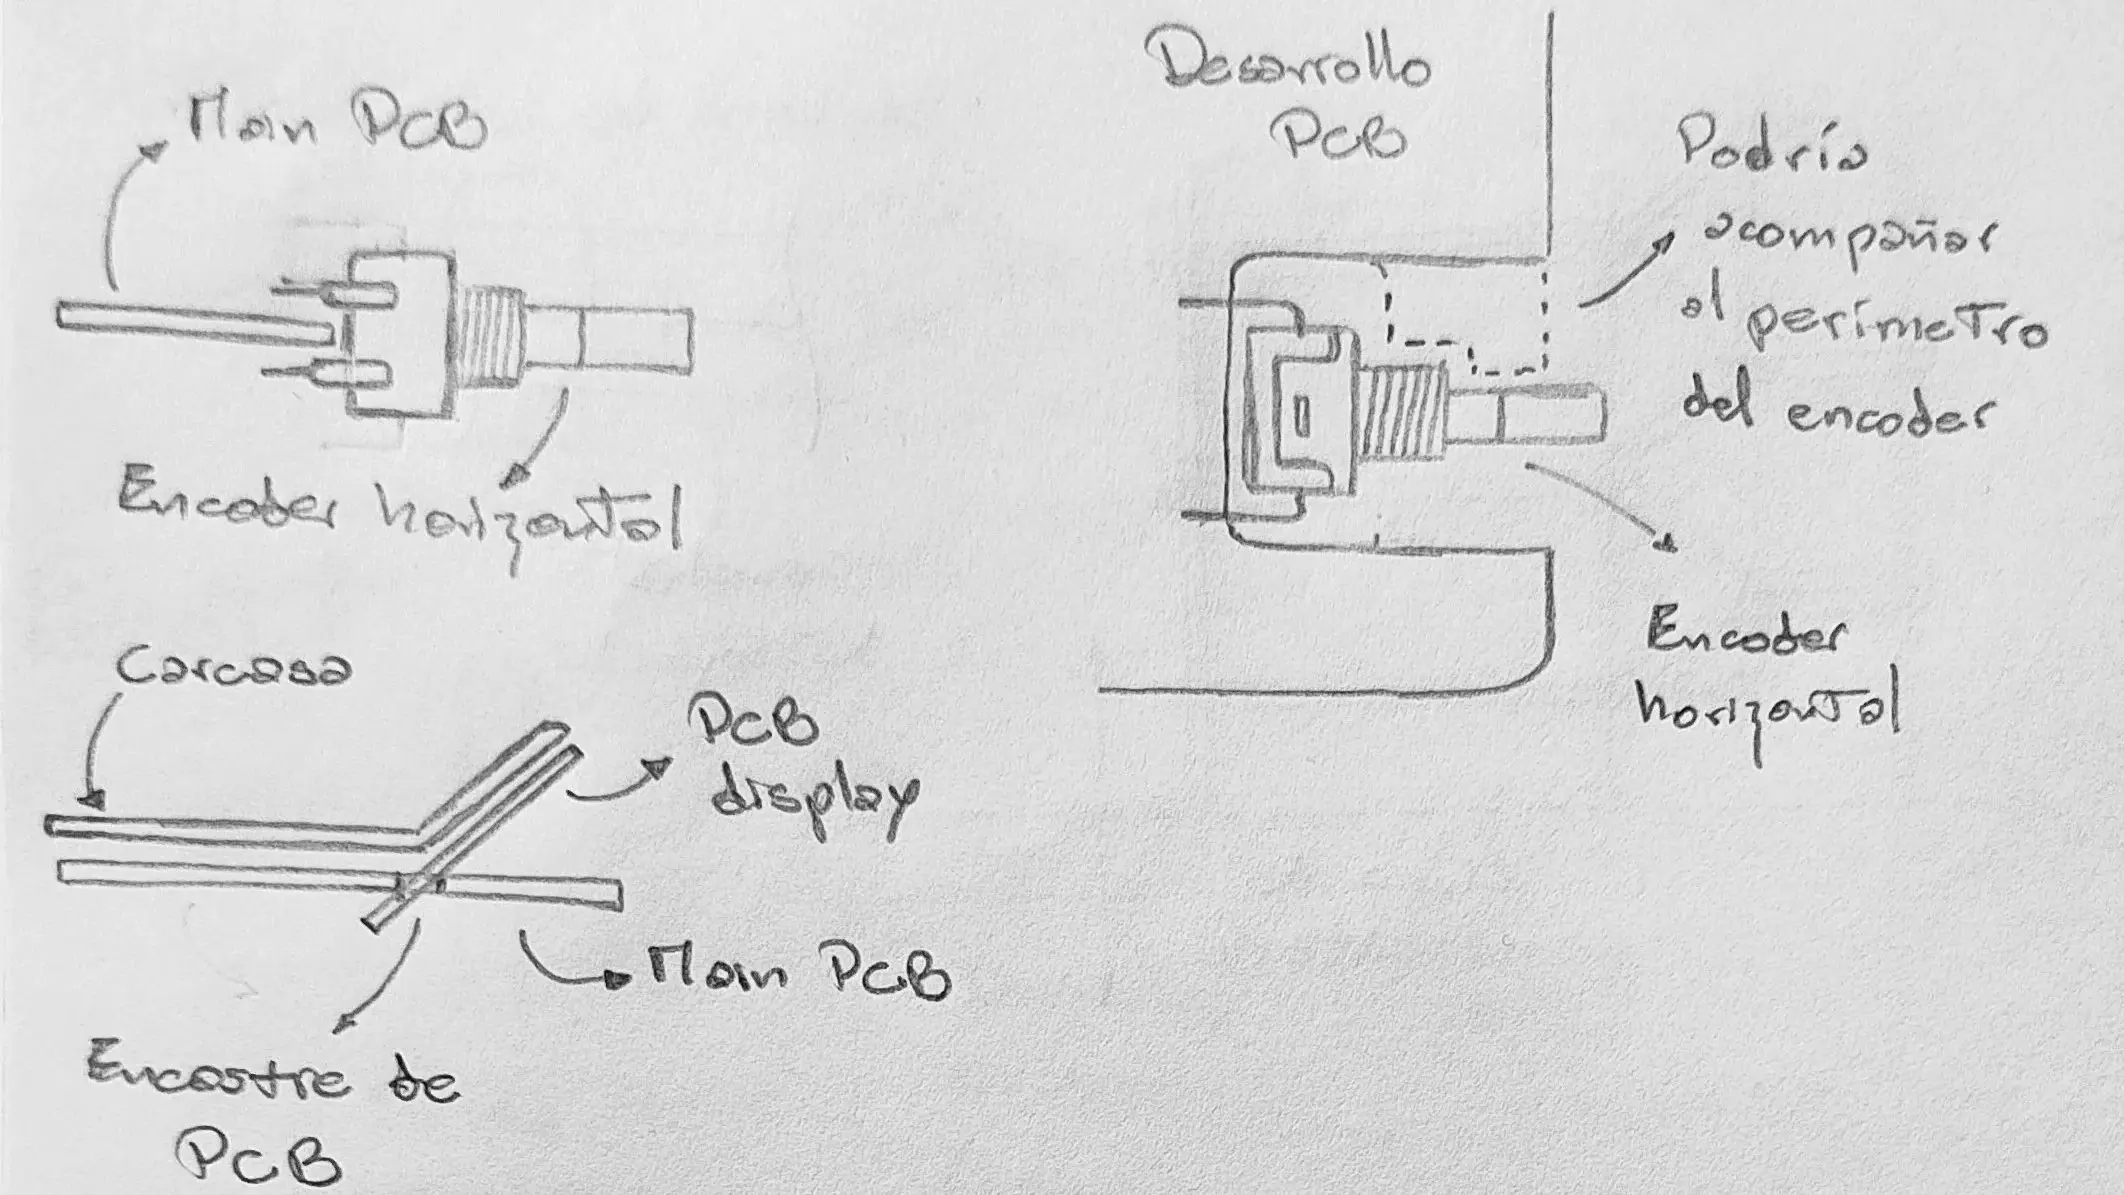 Main PCB
Encoder horizontal
Desarrollo
PCB
Podría
acompañar
al perimetro
del encoder
Encoder
horizontal
Carcasa
PCB
display
Main PCB
Encastre de
PCB